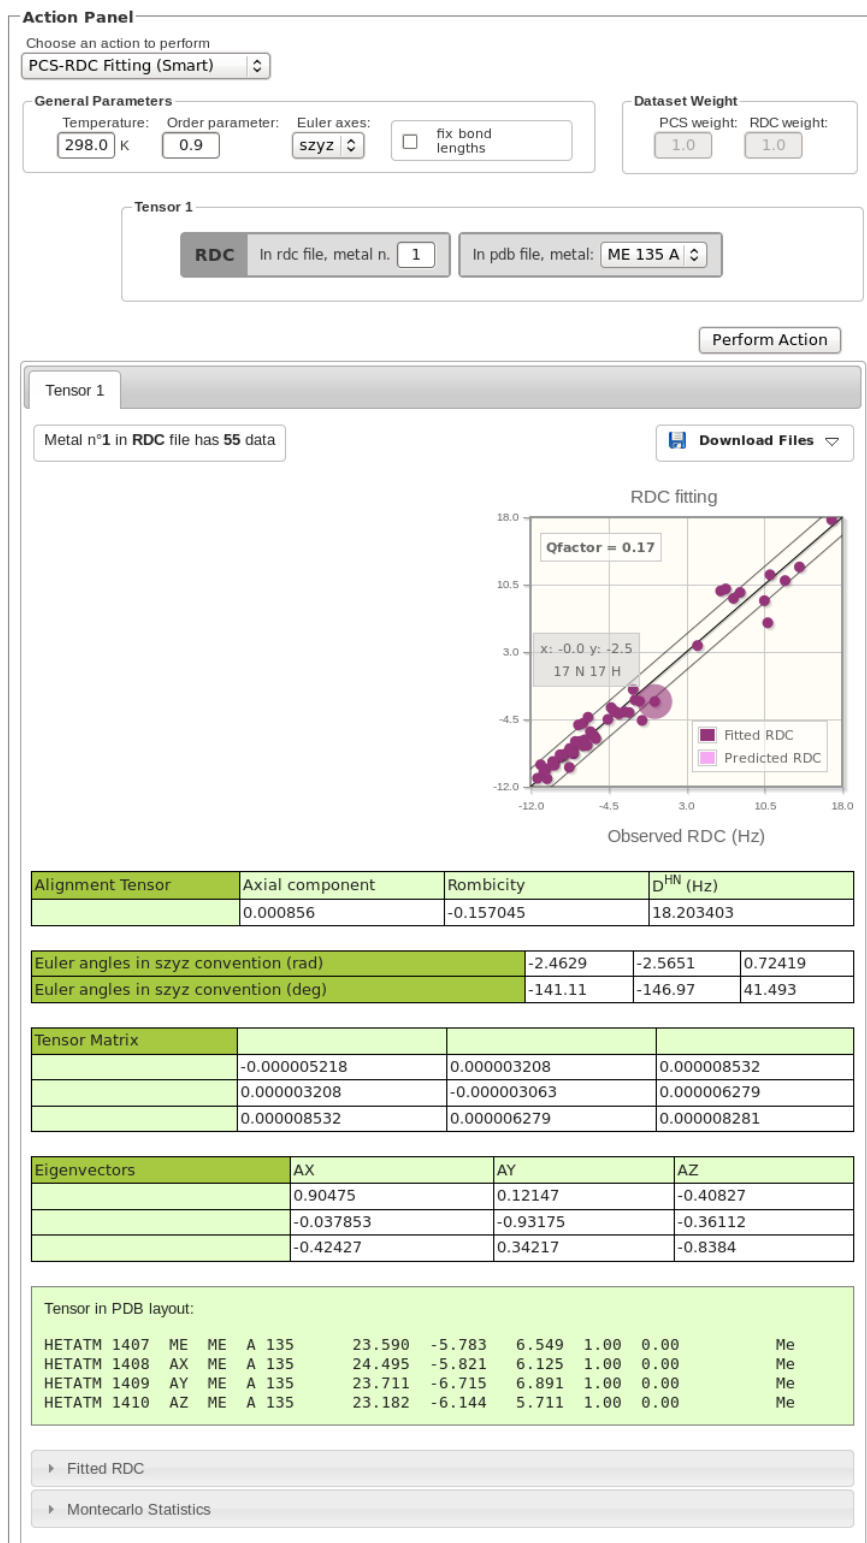 Action Panel
Choose an action to perform
PCS-RDC Fitting (Smart)
General Parameters
Dataset Weight
Temperature: Order parameter: Euler axes:
PCS weight: RDC weight:
298.0 K 0.9 szyz fix bond lengths
1.0 1.0
Tensor 1
RDC In rdc file, metal n. 1 In pdb file, metal: ME 135 A
Perform Action
Tensor 1
Metal n°1 in RDC file has 55 data
Download Files
RDC fitting
18.0
Qfactor = 0.17
10.5
3.0
x: -0.0 y: -2.5
17 N 17 H
-4.5
Fitted RDC
Predicted RDC
-12.0
-12.0 -4.5 3.0 10.5 18.0
Observed RDC (Hz)
Alignment Tensor Axial component Rombicity D^HN (Hz)
0.000856 -0.157045 18.203403
Euler angles in szyz convention (rad) -2.4629 -2.5651 0.72419
Euler angles in szyz convention (deg) -141.11 -146.97 41.493
Tensor Matrix
-0.000005218 0.000003208 0.000008532
0.000003208 -0.000003063 0.000006279
0.000008532 0.000006279 0.000008281
Eigenvectors AX AY AZ
0.90475 0.12147 -0.40827
-0.037853 -0.93175 -0.36112
-0.42427 0.34217 -0.8384
Tensor in PDB layout:
HETATM 1407 ME ME A 135 23.590 -5.783 6.549 1.00 0.00 Me
HETATM 1408 AX ME A 135 24.495 -5.821 6.125 1.00 0.00 Me
HETATM 1409 AY ME A 135 23.711 -6.715 6.891 1.00 0.00 Me
HETATM 1410 AZ ME A 135 23.182 -6.144 5.711 1.00 0.00 Me
Fitted RDC
Montecarlo Statistics